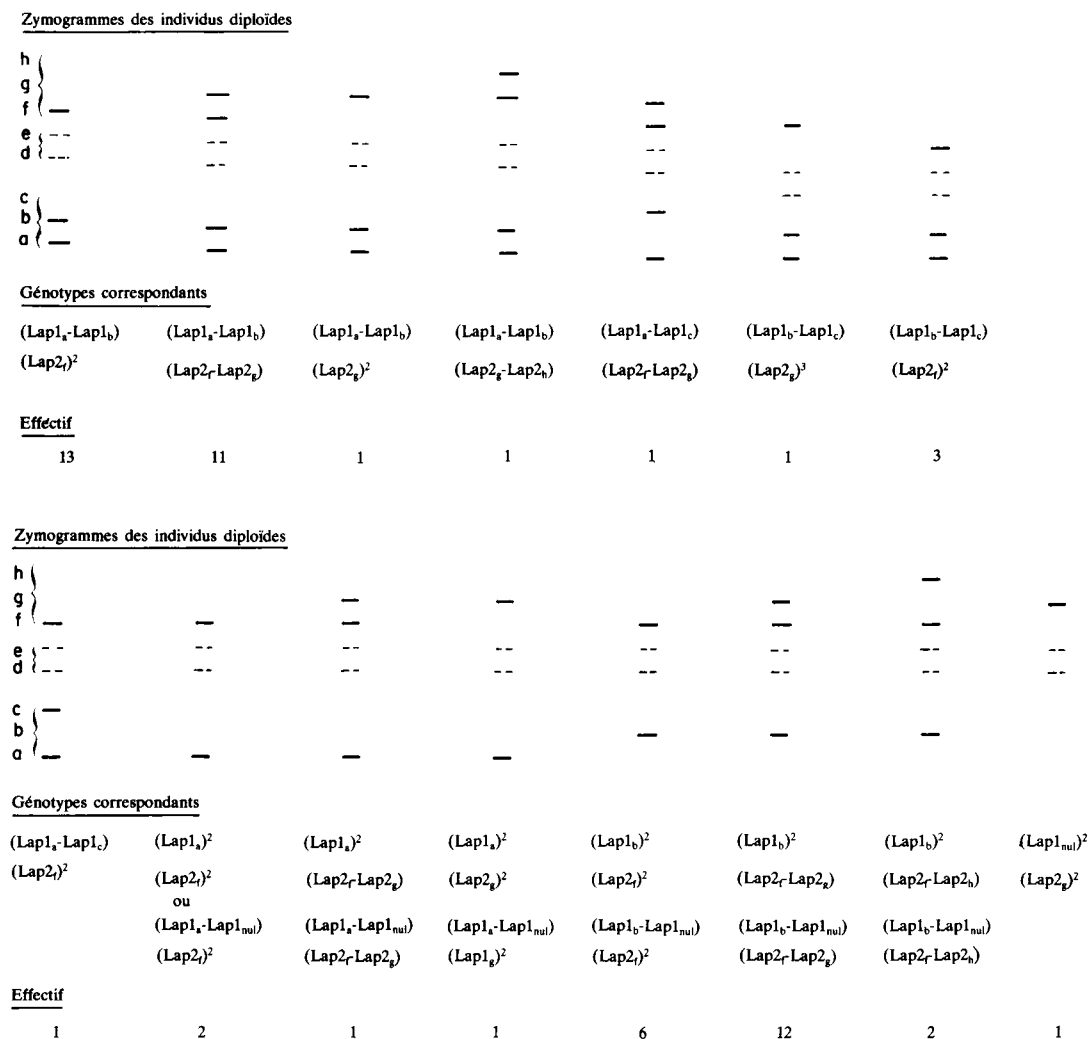 Zymogrammes des individus diploïdes
h
g
f
e
d
c
b
a
Génotypes correspondants
(Lap1a-Lap1b) (Lap1a-Lap1b) (Lap1a-Lap1b) (Lap1a-Lap1b) (Lap1a-Lap1c) (Lap1b-Lap1c) (Lap1b-Lap1c)
(Lap2f)2 (Lap2f-Lap2g) (Lap2g)2 (Lap2g-Lap2h) (Lap2f-Lap2g) (Lap2g)3 (Lap2f)2
Effectif
13 11 1 1 1 1 3
Zymogrammes des individus diploïdes
h
g
f
e
d
c
b
a
Génotypes correspondants
(Lap1a-Lap1c) (Lap1a)2 (Lap1a)2 (Lap1a)2 (Lap1b)2 (Lap1b)2 (Lap1b)2 (Lap1nul)2
(Lap2f)2 (Lap2f)2 (Lap2f-Lap2g) (Lap2g)2 (Lap2f)2 (Lap2f-Lap2g) (Lap2f-Lap2h) (Lap2g)2
ou
(Lap1a-Lap1nul) (Lap1a-Lap1nul) (Lap1a-Lap1nul) (Lap1b-Lap1nul) (Lap1b-Lap1nul) (Lap1b-Lap1nul)
(Lap2f)2 (Lap2f-Lap2g) (Lap1g)2 (Lap2f)2 (Lap2f-Lap2g) (Lap2f-Lap2h)
Effectif
1 2 1 1 6 12 2 1